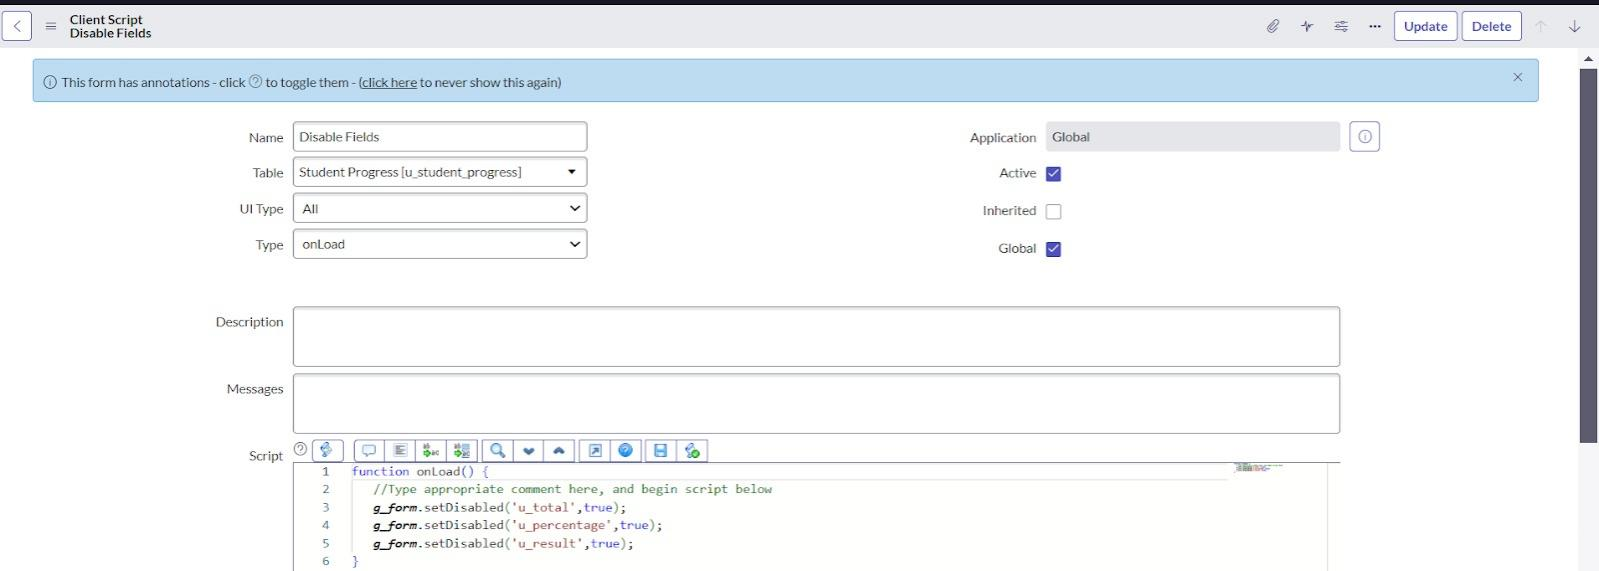 Client Script
Disable Fields
Update
Delete
This form has annotations - click ? to toggle them - (click here to never show this again)
Name Disable Fields
Application Global
Table Student Progress [u_student_progress]
Active
UI Type All
Inherited
Type onLoad
Global
Description
Messages
Script
1 function onLoad() {
2 //Type appropriate comment here, and begin script below
3 g_form.setDisabled('u_total',true);
4 g_form.setDisabled('u_percentage',true);
5 g_form.setDisabled('u_result',true);
6 }